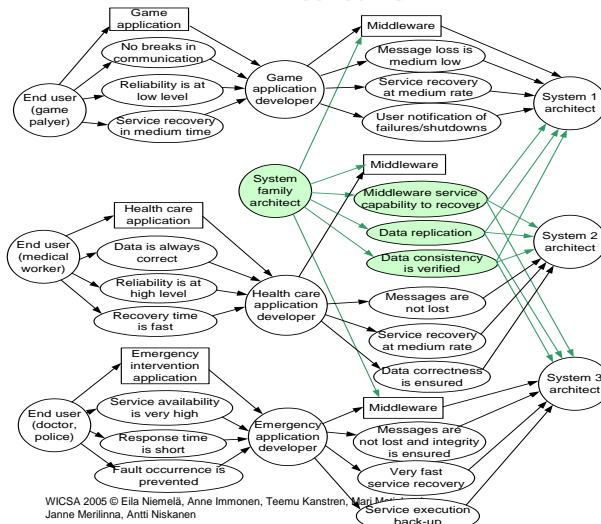 Game
application
No breaks in
communication
Reliability is at
low level
Service recovery
in medium time
End user
(game
palyer)
Game
application
developer
Middleware
Message loss is
medium low
Service recovery
at medium rate
User notification of
failures/shutdowns
System 1
architect
System
family
architect
Middleware
Middleware service
capability to recover
Data replication
Data consistency
is verified
System 2
architect
Health care
application
End user
(medical
worker)
Data is always
correct
Reliability is at
high level
Recovery time
is fast
Health care
application
developer
Messages are
not lost
Service recovery
at medium rate
Data correctness
is ensured
System 3
architect
Emergency
intervention
application
End user
(doctor,
police)
Service availability
is very high
Response time
is short
Fault occurrence is
prevented
Emergency
application
developer
Middleware
Messages are
not lost and integrity
is ensured
Very fast
service recovery
Service execution
back-up
WICSA 2005 © Eila Niemelä, Anne Immonen, Teemu Kanstren, Mari
Janne Merilinna, Antti Niskanen